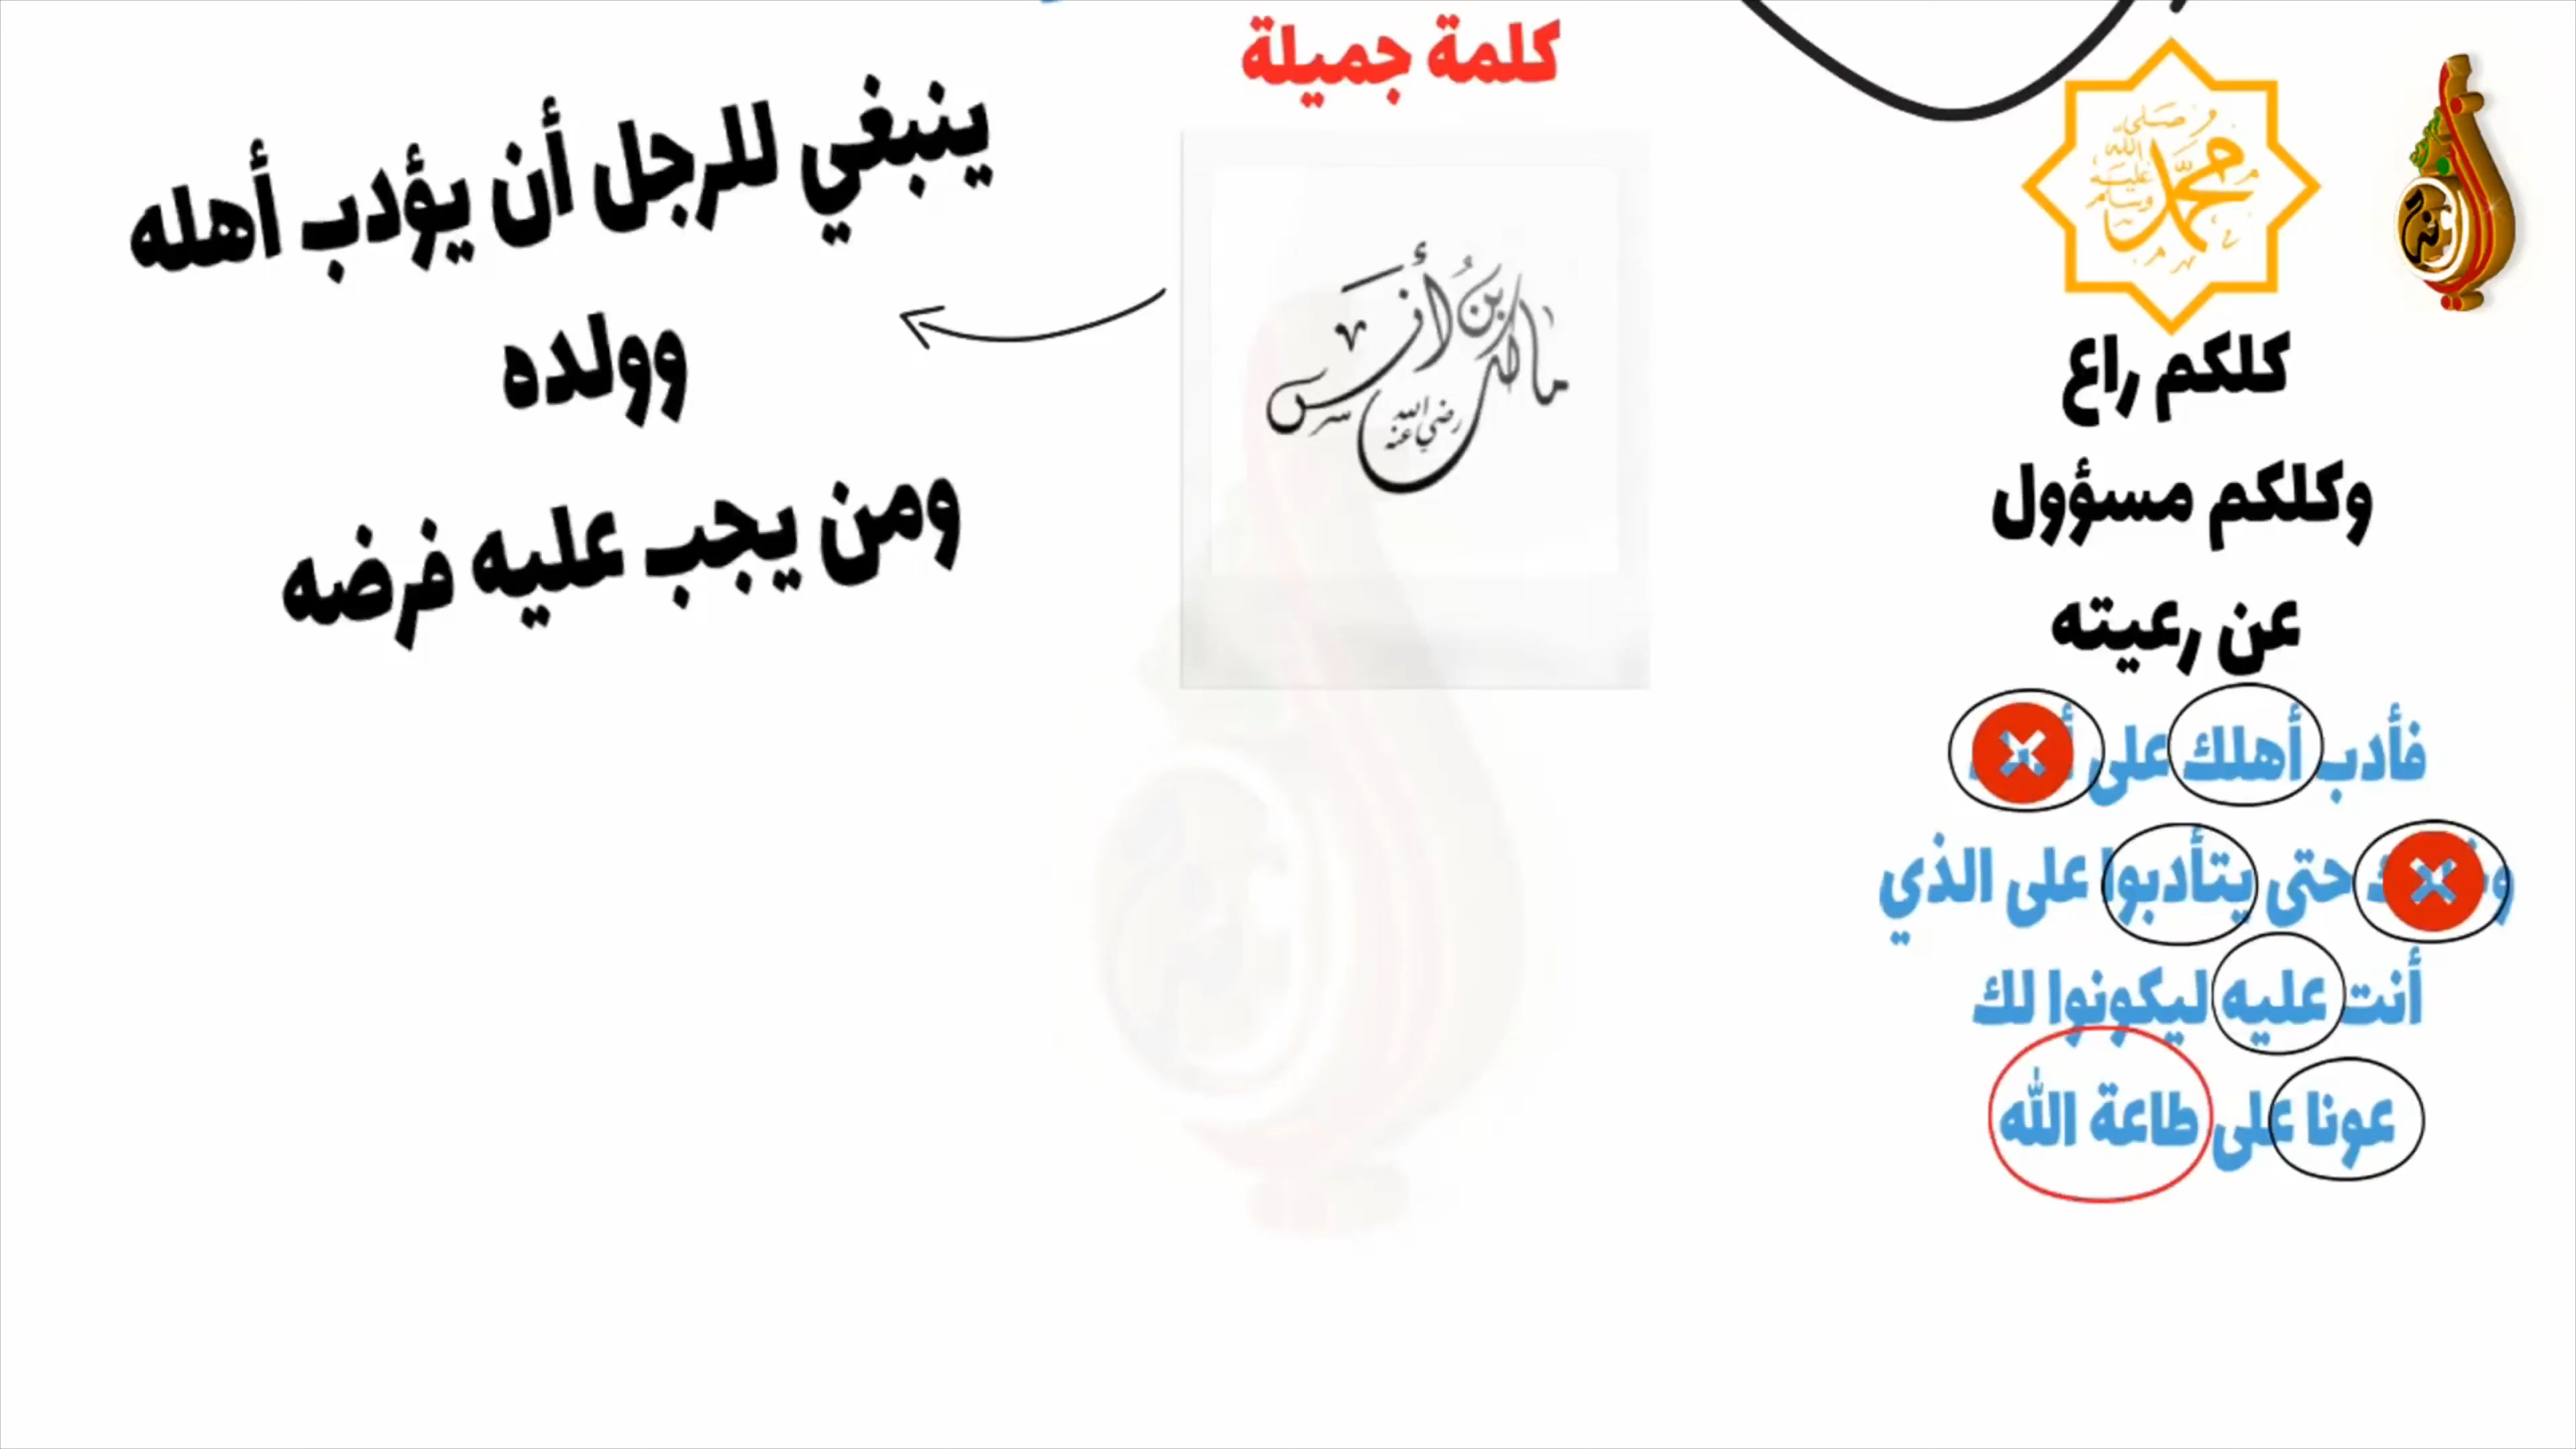 كلمة جميلة
محمد صلى الله عليه وسلم
كلكم راع
وكلكم مسؤول
عن رعيته
فأدب أهلك على
حتى يتأدبوا على الذي
أنت عليه ليكونوا لك
عونا على طاعة الله
مالك بن أنس
رضي الله عنه
ينبغي للرجل أن يؤدب أهله
وولده
ومن يجب عليه فرضه